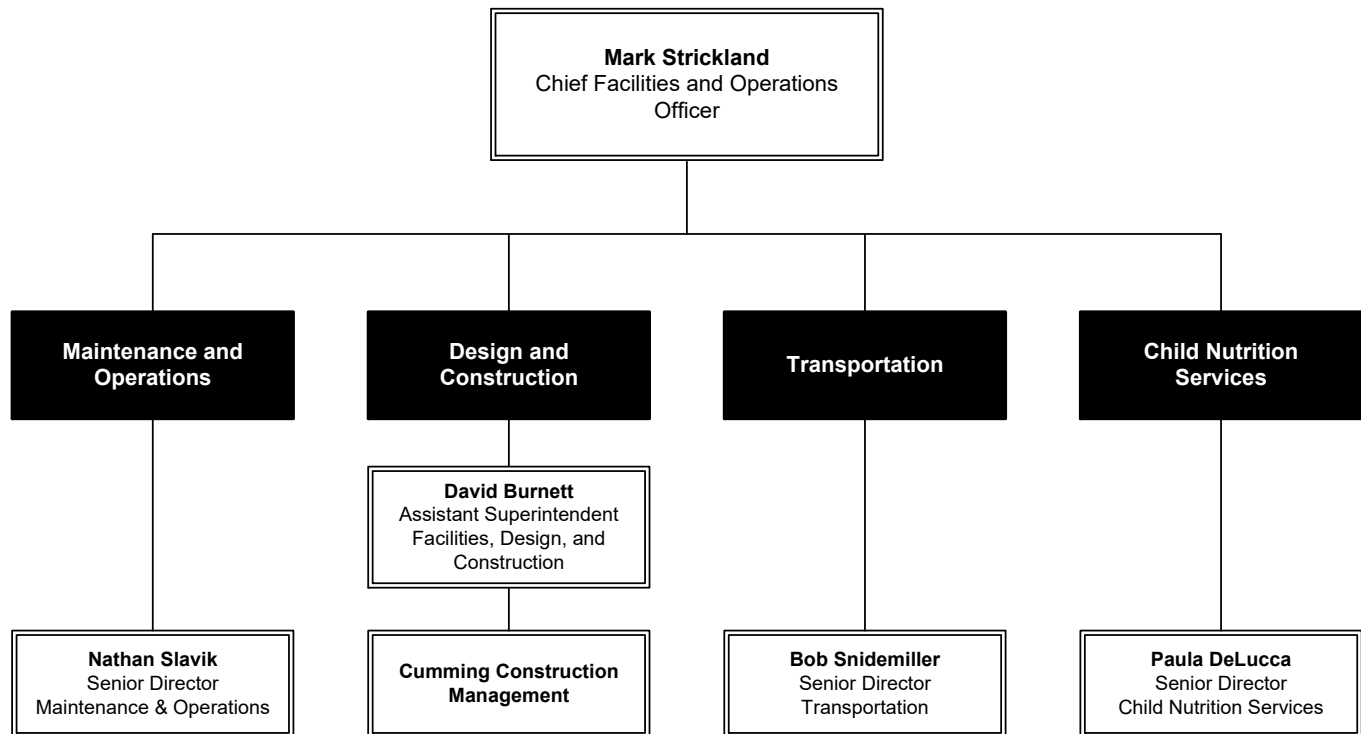 Mark Strickland
Chief Facilities and Operations
Officer
Maintenance and
Operations
Design and
Construction
Transportation
Child Nutrition
Services
David Burnett
Assistant Superintendent
Facilities, Design, and
Construction
Nathan Slavik
Senior Director
Maintenance & Operations
Cumming Construction
Management
Bob Snidemiller
Senior Director
Transportation
Paula DeLucca
Senior Director
Child Nutrition Services